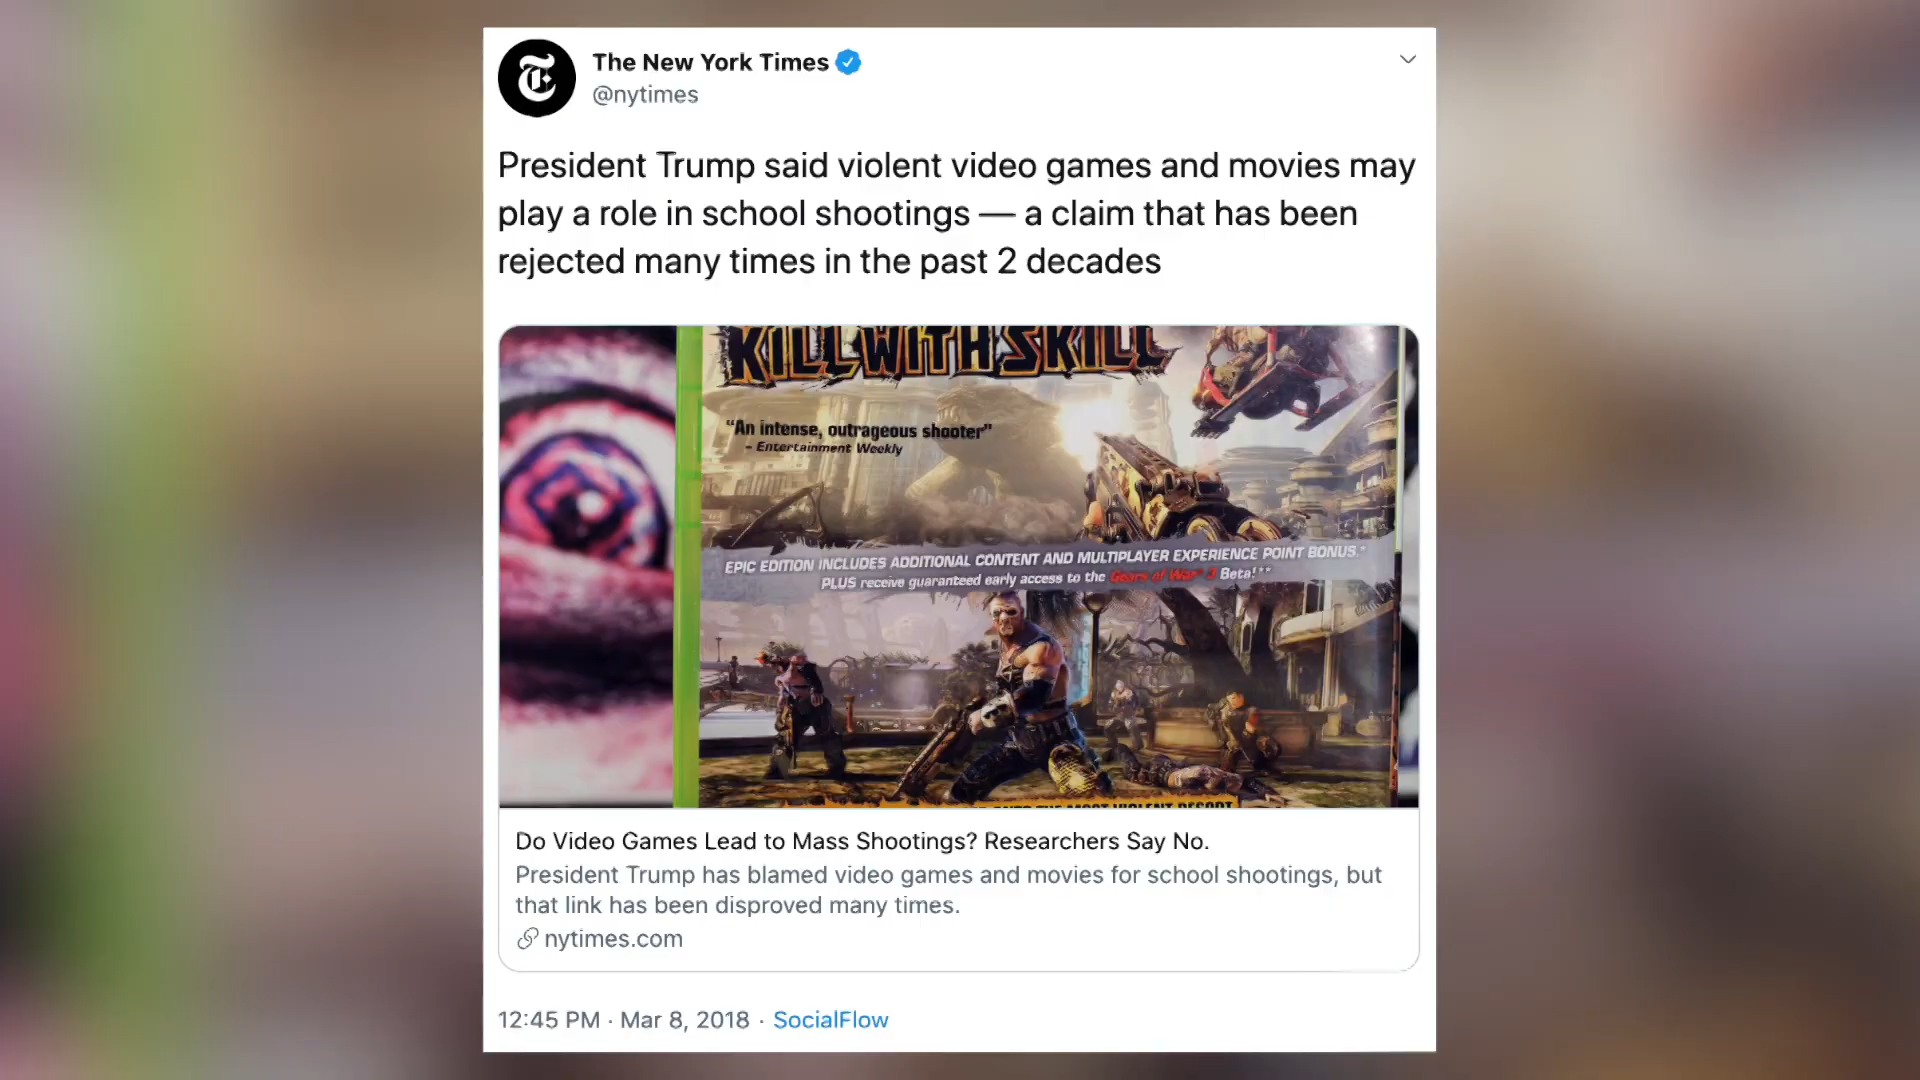 The New York Times
@nytimes
President Trump said violent video games and movies may
play a role in school shootings — a claim that has been
rejected many times in the past 2 decades
KILL WITH SKILL
"An intense, outrageous shooter"
- Entertainment Weekly
EPIC EDITION INCLUDES ADDITIONAL CONTENT AND MULTIPLAYER EXPERIENCE POINT BONUS.*
PLUS receive guaranteed early access to the Gears of War® 3 Beta!**
THE MOST VIOLENT RESORT
Do Video Games Lead to Mass Shootings? Researchers Say No.
President Trump has blamed video games and movies for school shootings, but
that link has been disproved many times.
nytimes.com
12:45 PM · Mar 8, 2018 · SocialFlow